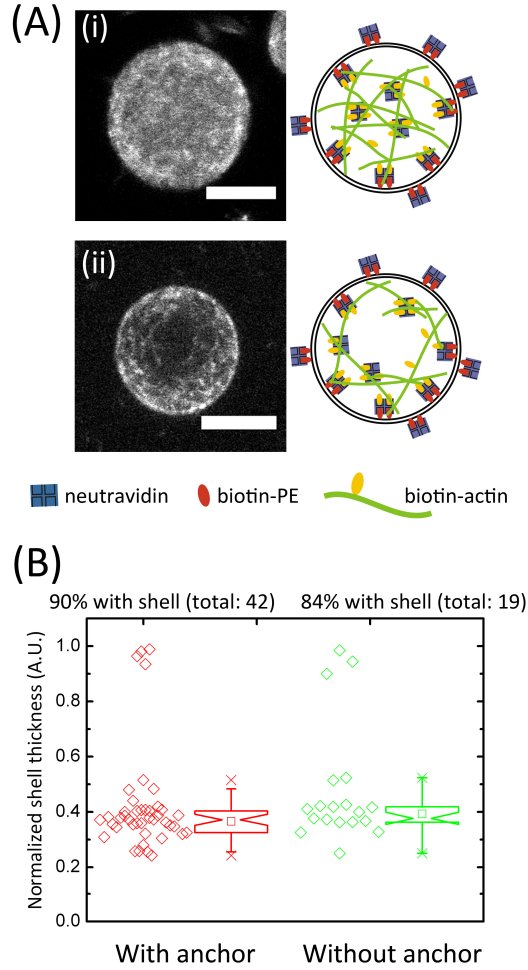 (A)
(i)
(ii)
neutravidin
biotin-PE
biotin-actin
(B)
90% with shell (total: 42)
84% with shell (total: 19)
Normalized shell thickness (A.U.)
1.0
0.8
0.6
0.4
0.2
0.0
With anchor
Without anchor